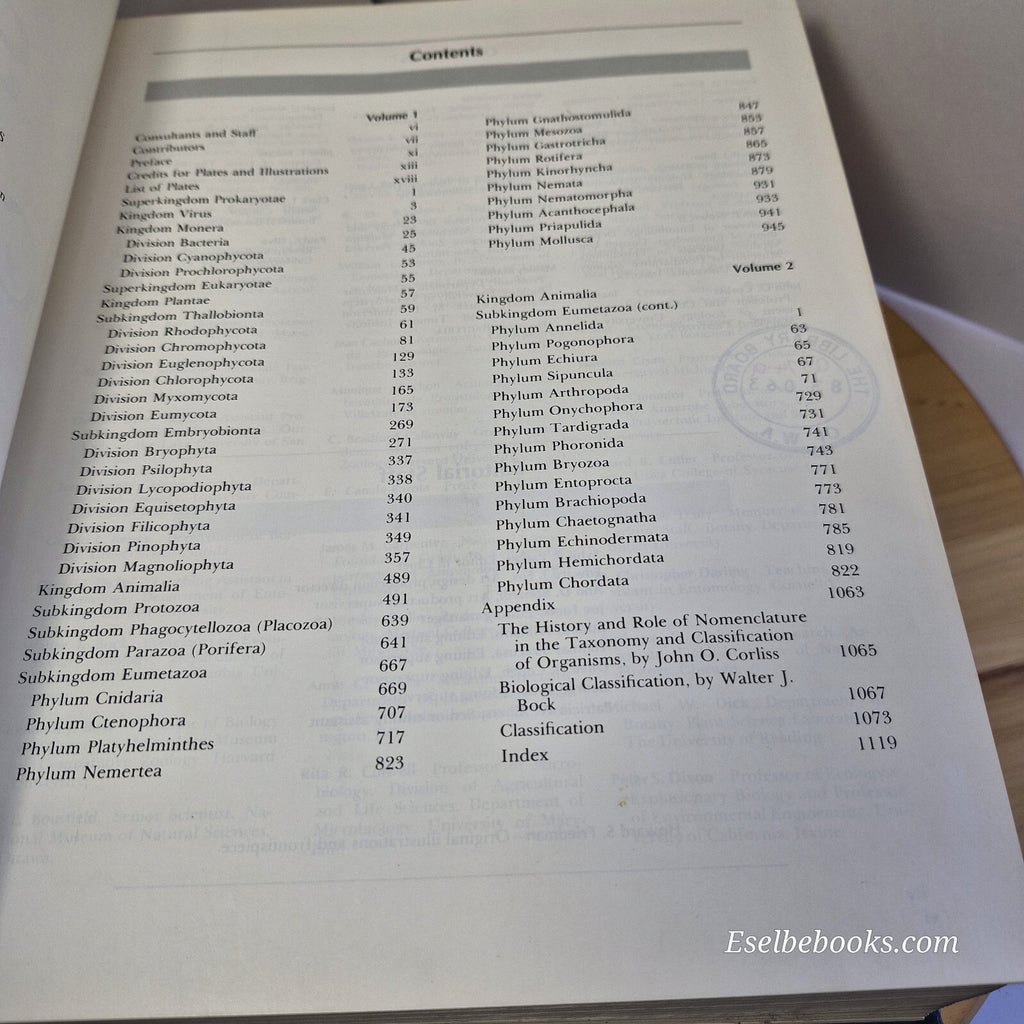 Contents
Volume 1
Consultants and Staff vi
Contributors vii
Preface xi
Credits for Plates and Illustrations xiii
List of Plates xviii
Superkingdom Prokaryotae 1
Kingdom Virus 3
Kingdom Monera 23
Division Bacteria 25
Division Cyanophycota 45
Division Prochlorophycota 53
Superkingdom Eukaryotae 55
Kingdom Plantae 57
Subkingdom Thallobionta 59
Division Rhodophycota 61
Division Chromophycota 81
Division Euglenophycota 129
Division Chlorophycota 133
Division Myxomycota 165
Division Eumycota 173
Subkingdom Embryobionta 269
Division Bryophyta 271
Division Psilophyta 337
Division Lycopodiophyta 338
Division Equisetophyta 340
Division Filicophyta 341
Division Pinophyta 349
Division Magnoliophyta 357
Kingdom Animalia 489
Subkingdom Protozoa 491
Subkingdom Phagocytellozoa (Placozoa) 639
Subkingdom Parazoa (Porifera) 641
Subkingdom Eumetazoa 667
Phylum Cnidaria 669
Phylum Ctenophora 707
Phylum Platyhelminthes 717
Phylum Nemertea 823
Phylum Gnathostomulida 847
Phylum Mesozoa 853
Phylum Gastrotricha 857
Phylum Rotifera 865
Phylum Kinorhyncha 873
Phylum Nemata 879
Phylum Nematomorpha 931
Phylum Acanthocephala 933
Phylum Priapulida 941
Phylum Mollusca 945
Volume 2
Kingdom Animalia
Subkingdom Eumetazoa (cont.)
Phylum Annelida 1
Phylum Pogonophora 63
Phylum Echiura 65
Phylum Sipuncula 67
Phylum Arthropoda 71
Phylum Onychophora 729
Phylum Tardigrada 731
Phylum Phoronida 741
Phylum Bryozoa 743
Phylum Entoprocta 771
Phylum Brachiopoda 773
Phylum Chaetognatha 781
Phylum Echinodermata 785
Phylum Hemichordata 819
Phylum Chordata 822
Appendix 1063
The History and Role of Nomenclature
in the Taxonomy and Classification
of Organisms, by John O. Corliss 1065
Biological Classification, by Walter J.
Bock 1067
Classification 1073
Index 1119
Eselbebooks.com